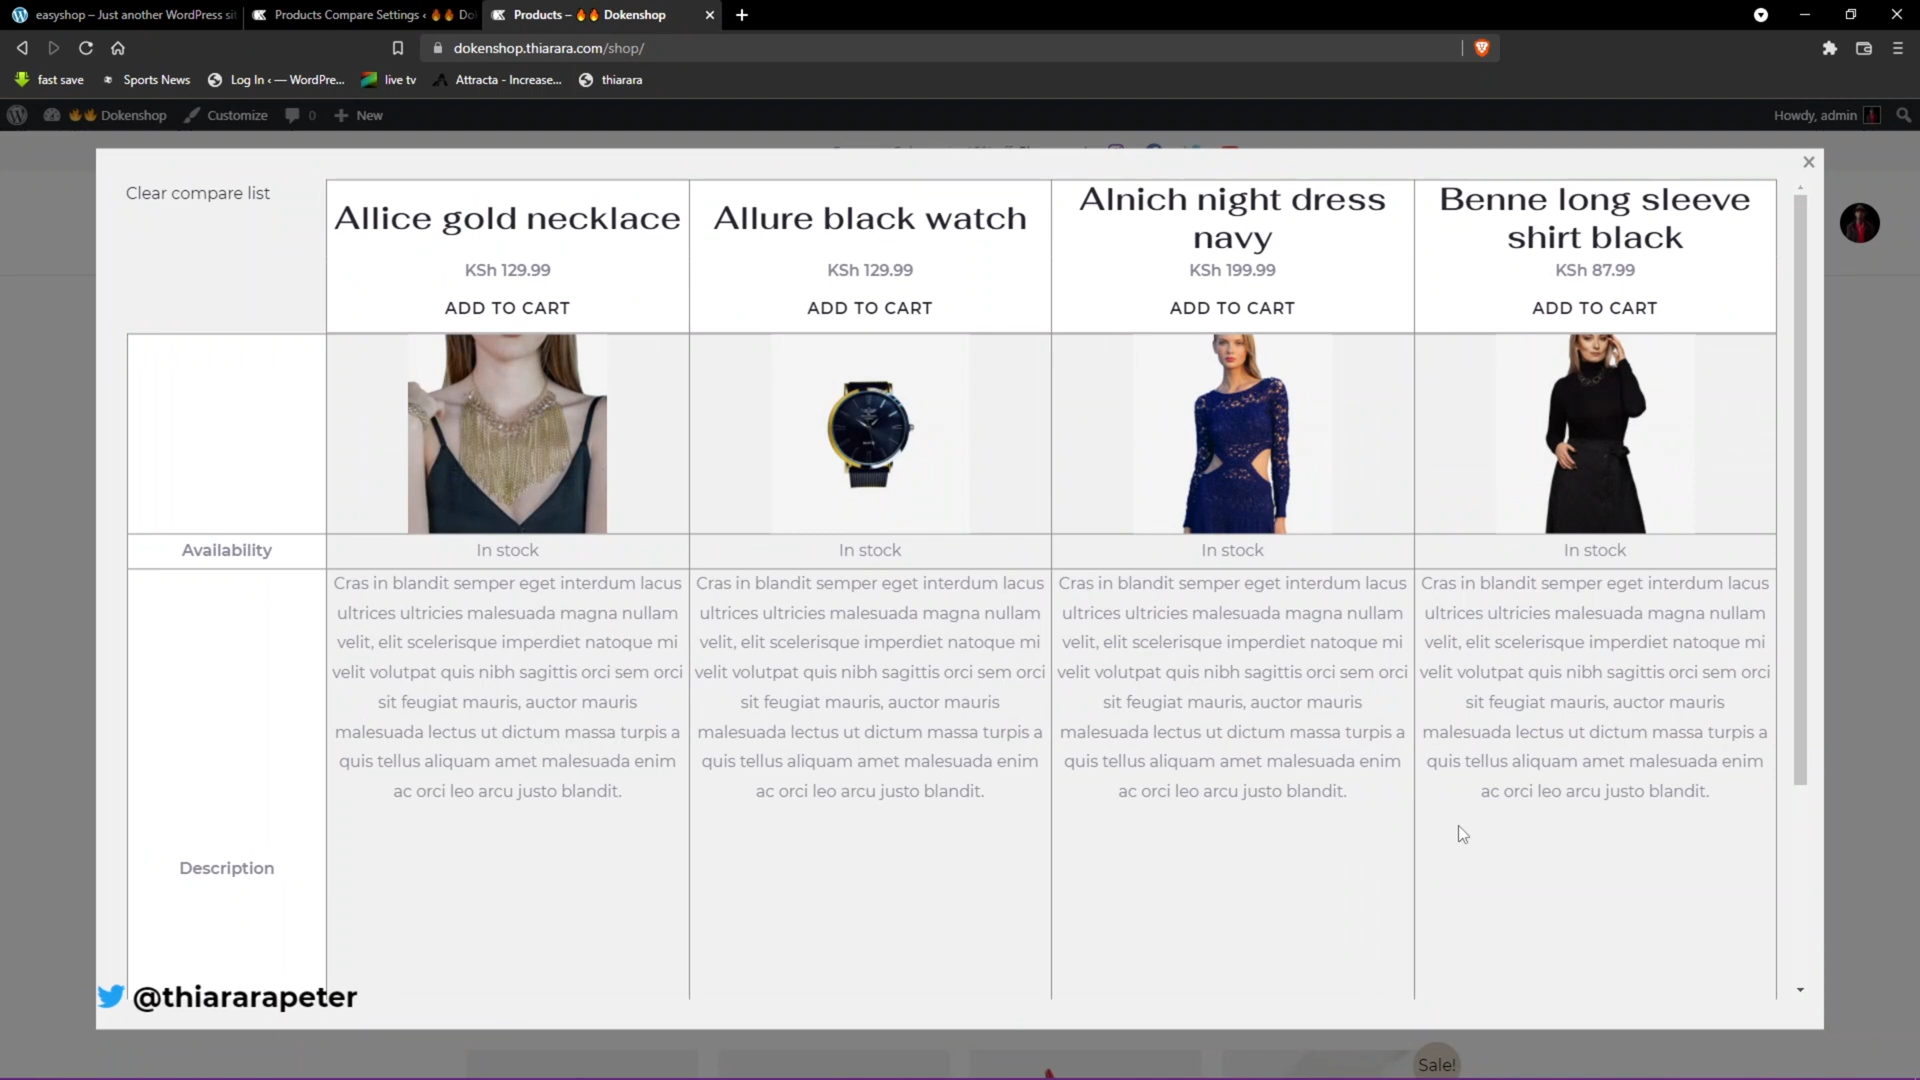 easyshop – Just another WordPress si
Products Compare Settings ‹ 🔥🔥 Do
Products – 🔥🔥 Dokenshop
dokenshop.thiarara.com/shop/
fast save
Sports News
Log In ‹ — WordPre...
live tv
Attracta - Increase...
thiarara
🔥🔥 Dokenshop
Customize
0
New
Howdy, admin
Clear compare list
Allice gold necklace
KSh 129.99
ADD TO CART
Allure black watch
KSh 129.99
ADD TO CART
Alnich night dress
navy
KSh 199.99
ADD TO CART
Benne long sleeve
shirt black
KSh 87.99
ADD TO CART
Availability
In stock
In stock
In stock
In stock
Description
Cras in blandit semper eget interdum lacus
ultrices ultricies malesuada magna nullam
velit, elit scelerisque imperdiet natoque mi
velit volutpat quis nibh sagittis orci sem orci
sit feugiat mauris, auctor mauris
malesuada lectus ut dictum massa turpis a
quis tellus aliquam amet malesuada enim
ac orci leo arcu justo blandit.
Cras in blandit semper eget interdum lacus
ultrices ultricies malesuada magna nullam
velit, elit scelerisque imperdiet natoque mi
velit volutpat quis nibh sagittis orci sem orci
sit feugiat mauris, auctor mauris
malesuada lectus ut dictum massa turpis a
quis tellus aliquam amet malesuada enim
ac orci leo arcu justo blandit.
Cras in blandit semper eget interdum lacus
ultrices ultricies malesuada magna nullam
velit, elit scelerisque imperdiet natoque mi
velit volutpat quis nibh sagittis orci sem orci
sit feugiat mauris, auctor mauris
malesuada lectus ut dictum massa turpis a
quis tellus aliquam amet malesuada enim
ac orci leo arcu justo blandit.
Cras in blandit semper eget interdum lacus
ultrices ultricies malesuada magna nullam
velit, elit scelerisque imperdiet natoque mi
velit volutpat quis nibh sagittis orci sem orci
sit feugiat mauris, auctor mauris
malesuada lectus ut dictum massa turpis a
quis tellus aliquam amet malesuada enim
ac orci leo arcu justo blandit.
@thiararapeter
Sale!